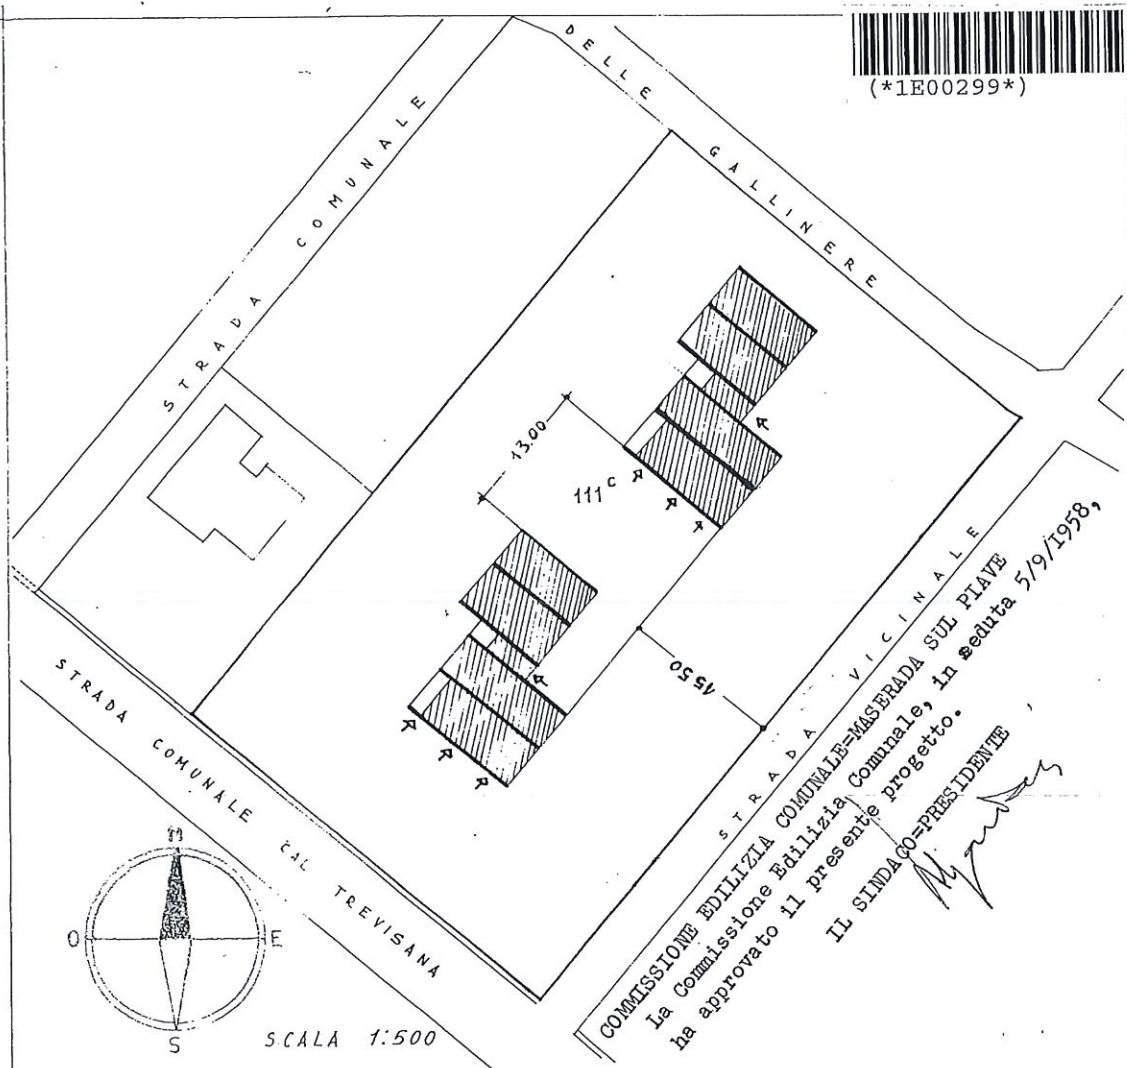 (*1E00299*)
DELLE GALLINERE
STRADA COMUNALE
13.00
111 c
15.50
STRADA VICINALE
STRADA COMUNALE CAL TREVISANA
COMMISSIONE EDILIZIA COMUNALE=MASERADA SUL PIAVE
La Commissione Edilizia Comunale, in seduta 5/9/1958,
ha approvato il presente progetto.
IL SINDACO=PRESIDENTE
N
O
E
S
SCALA 1:500